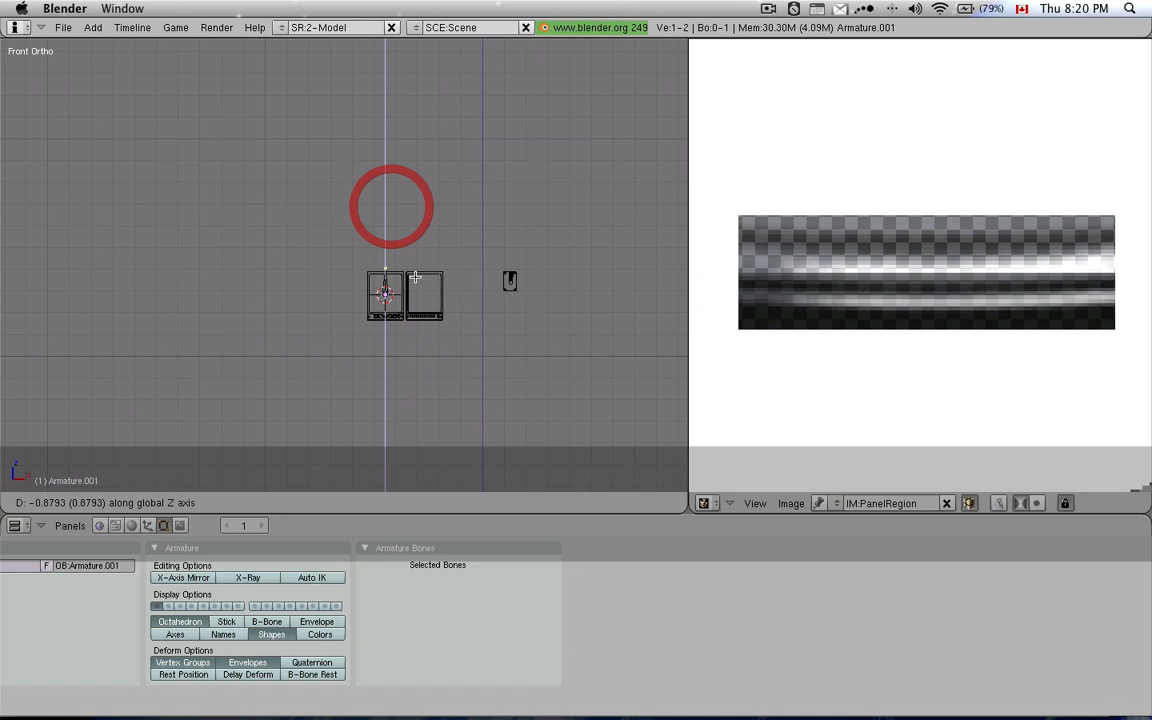 Blender Window (79%) Thu 8:20 PM
File Add Timeline Game Render Help SR:2-Model SCE:Scene www.blender.org 249 Ve:1-2 | Bo:0-1 | Mem:30.30M (4.09M) Armature.001
Front Ortho
z
x
(1) Armature.001
D: -0.8793 (0.8793) along global Z axis
View Image IM:PanelRegion
Panels 1
Armature Armature Bones
F OB:Armature.001 Editing Options Selected Bones
X-Axis Mirror X-Ray Auto IK
Display Options
Octahedron Stick B-Bone Envelope
Axes Names Shapes Colors
Deform Options
Vertex Groups Envelopes Quaternion
Rest Position Delay Deform B-Bone Rest